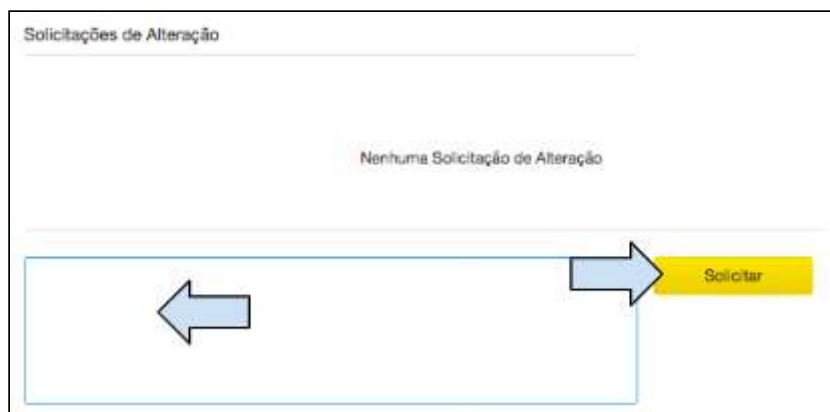 Solicitações de Alteração
Nenhuma Solicitação de Alteração
Solicitar